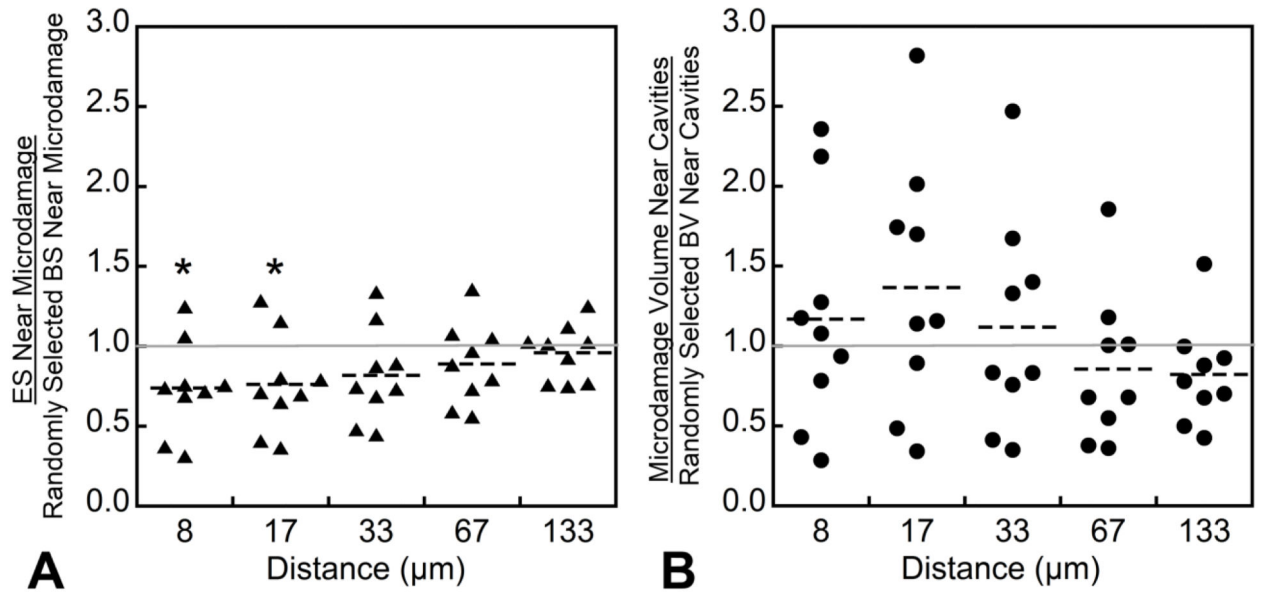 ES Near Microdamage
Randomly Selected BS Near Microdamage
3.0
2.5
2.0
1.5
1.0
0.5
0.0
* *
8 17 33 67 133
Distance (μm)
A
Microdamage Volume Near Cavities
Randomly Selected BV Near Cavities
3.0
2.5
2.0
1.5
1.0
0.5
0.0
8 17 33 67 133
Distance (μm)
B